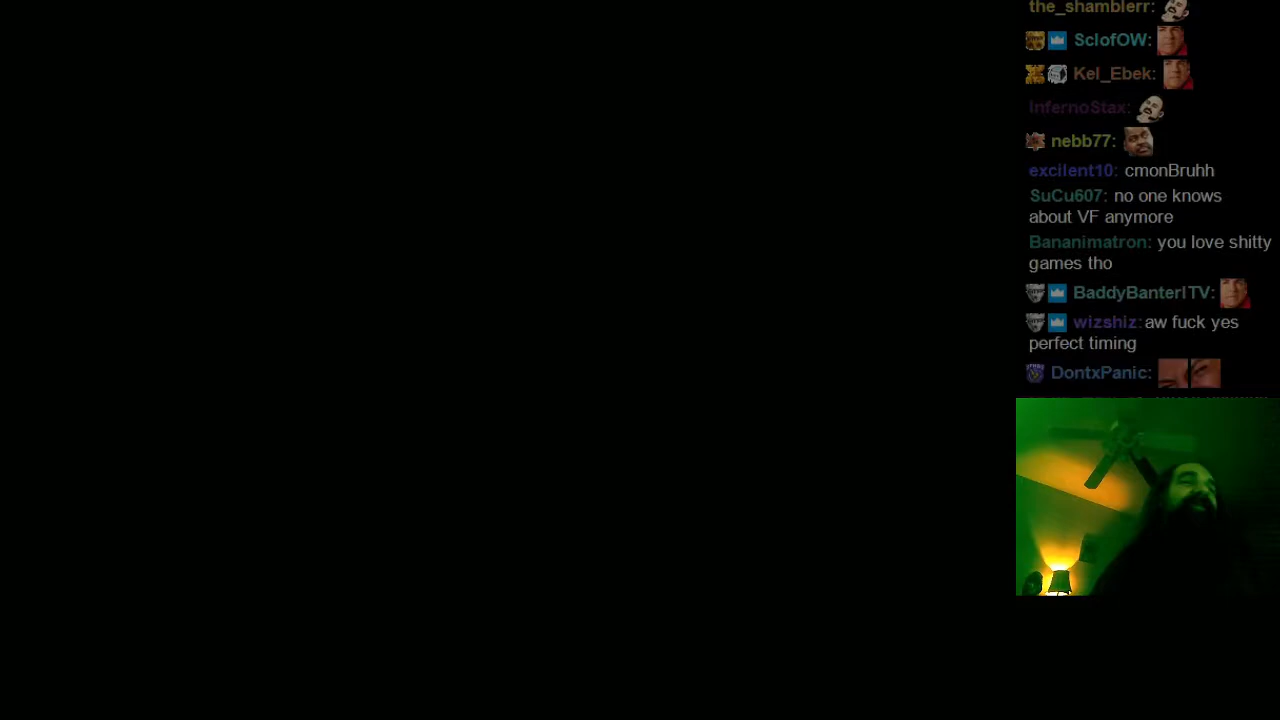 the_shamblerr:
SclofOW:
Kel_Ebek:
InfernoStax:
nebb77:
excilent10: cmonBruhh
SuCu607: no one knows
about VF anymore
Bananimatron: you love shitty
games tho
BaddyBanterITV:
wizshiz: aw fuck yes
perfect timing
DontxPanic: